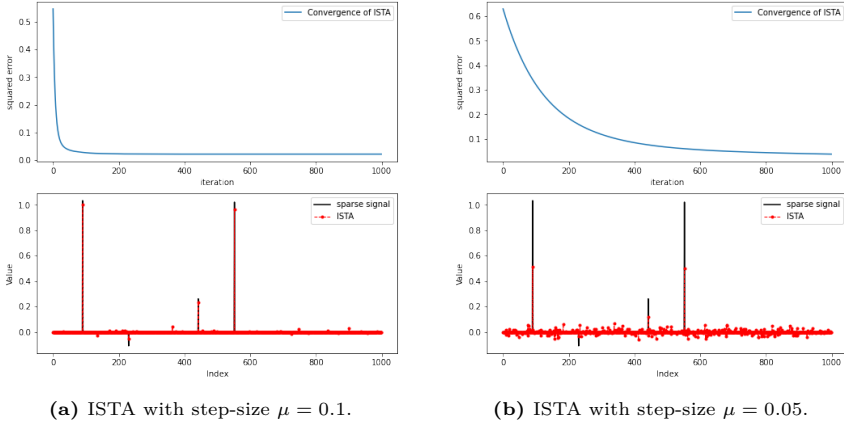 Convergence of ISTA
0.5
0.4
0.3
0.2
0.1
0.0
squared error
0 200 400 600 800 1000
iteration
sparse signal
ISTA
1.0
0.8
0.6
0.4
0.2
0.0
Value
0 200 400 600 800 1000
Index
(a) ISTA with step-size μ = 0.1.
Convergence of ISTA
0.6
0.5
0.4
0.3
0.2
0.1
squared error
0 200 400 600 800 1000
iteration
sparse signal
ISTA
1.0
0.8
0.6
0.4
0.2
0.0
Value
0 200 400 600 800 1000
Index
(b) ISTA with step-size μ = 0.05.